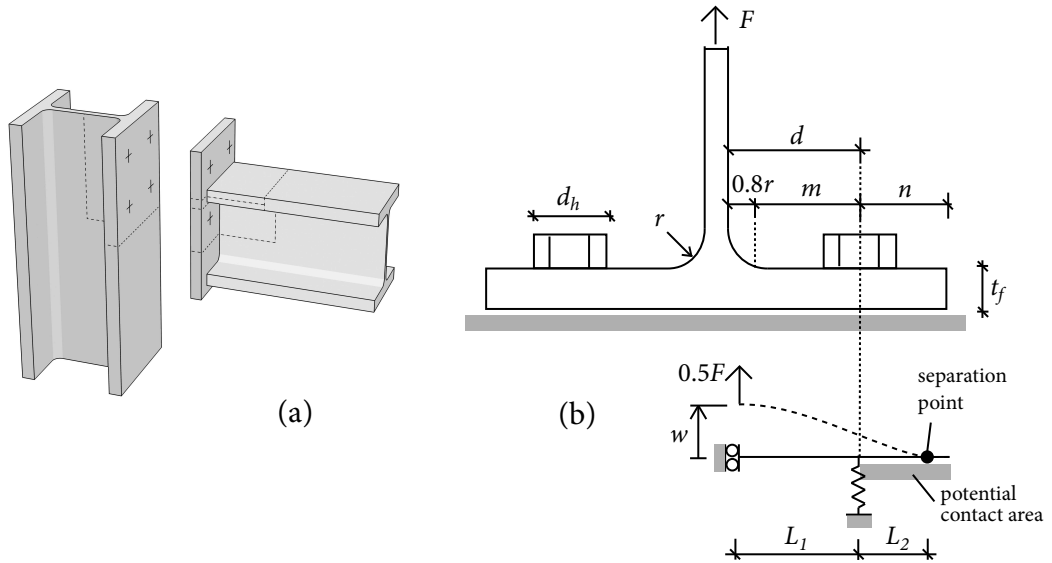 F
d
0.8r
m
n
d_h
r
t_f
(a)
(b)
0.5F
separation
point
w
potential
contact area
L_1
L_2